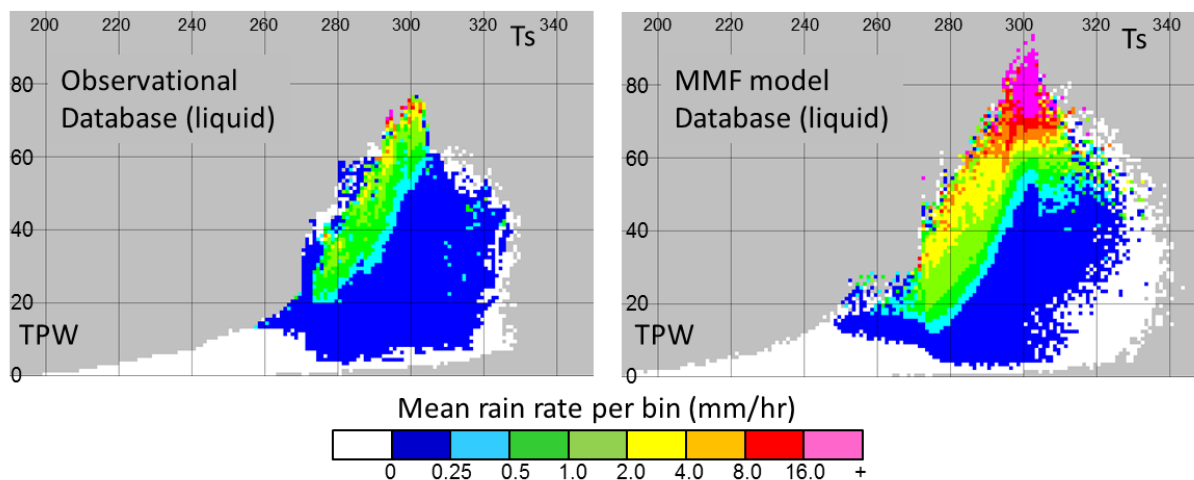 200 220 240 260 280 300 320 340
Ts
Observational
Database (liquid)
80
60
40
20
TPW
0
200 220 240 260 280 300 320 340
Ts
MMF model
Database (liquid)
80
60
40
20
TPW
0
Mean rain rate per bin (mm/hr)
0 0.25 0.5 1.0 2.0 4.0 8.0 16.0 +